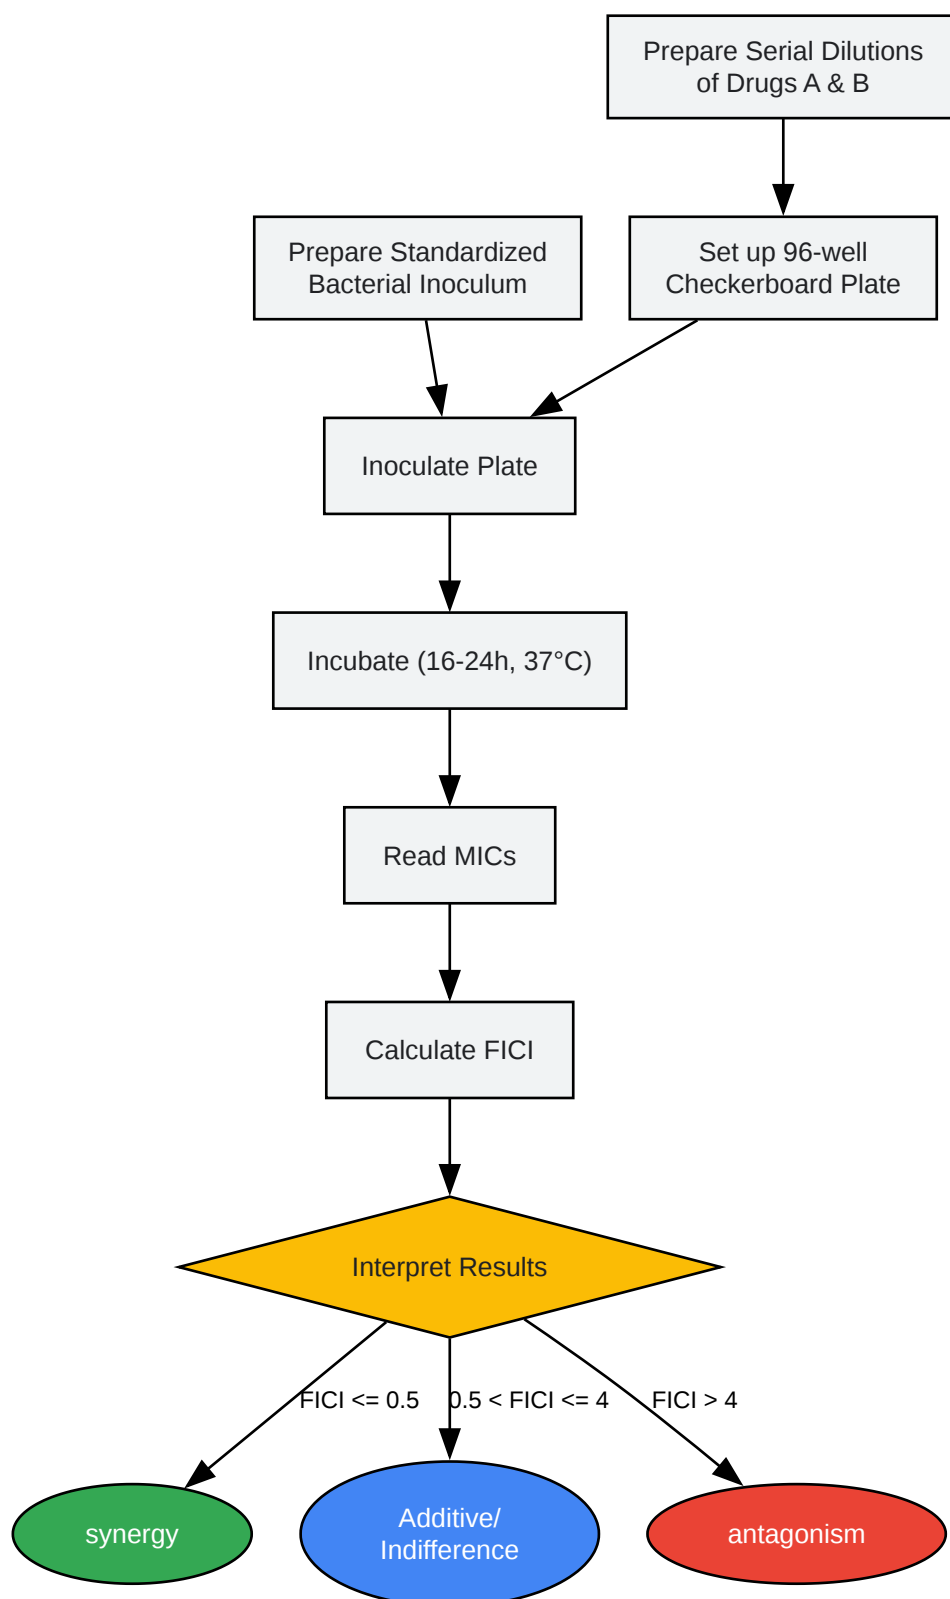 Prepare Serial Dilutions
of Drugs A & B
Prepare Standardized
Bacterial Inoculum
Set up 96-well
Checkerboard Plate
Inoculate Plate
Incubate (16-24h, 37°C)
Read MICs
Calculate FICI
Interpret Results
FICI <= 0.5
0.5 < FICI <= 4
FICI > 4
synergy
Additive/
Indifference
antagonism